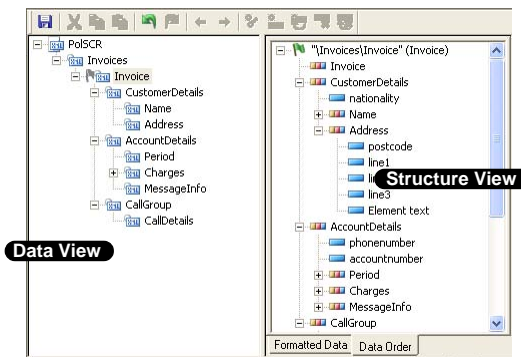 PolSCR
Invoices
Invoice
CustomerDetails
Name
Address
AccountDetails
Period
Charges
MessageInfo
CallGroup
CallDetails
Data View
"\Invoices\Invoice" (Invoice)
Invoice
CustomerDetails
nationality
Name
Address
postcode
line1
Structure View
line3
Element text
AccountDetails
phonenumber
accountnumber
Period
Charges
MessageInfo
CallGroup
Formatted Data
Data Order